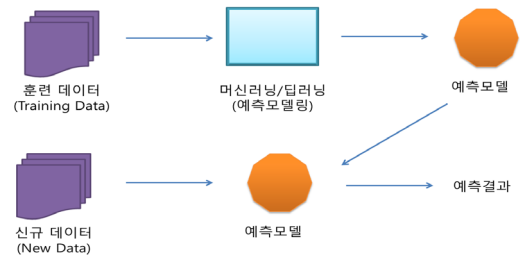 훈련 데이터
(Training Data)
머신러닝/딥러닝
(예측모델링)
예측모델
신규 데이터
(New Data)
예측모델
예측결과